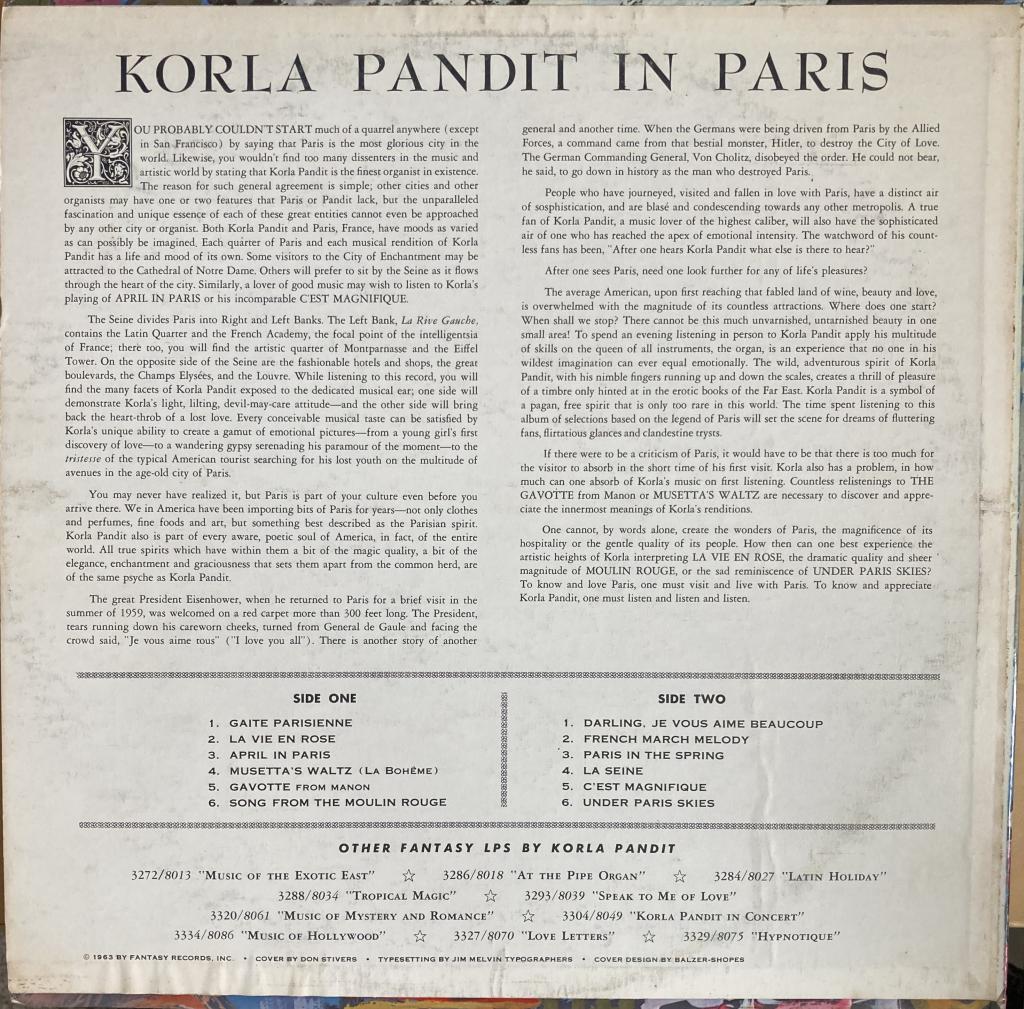 KORLA PANDIT IN PARIS
YOU PROBABLY COULDN'T START much of a quarrel anywhere (except
in San Francisco) by saying that Paris is the most glorious city in the
world. Likewise, you wouldn't find too many dissenters in the music and
artistic world by stating that Korla Pandit is the finest organist in existence.
The reason for such general agreement is simple; other cities and other
organists may have one or two features that Paris or Pandit lack, but the unparalleled
fascination and unique essence of each of these great entities cannot even be approached
by any other city or organist. Both Korla Pandit and Paris, France, have moods as varied
as can possibly be imagined. Each quarter of Paris and each musical rendition of Korla
Pandit has a life and mood of its own. Some visitors to the City of Enchantment may be
attracted to the Cathedral of Notre Dame. Others will prefer to sit by the Seine as it flows
through the heart of the city. Similarly, a lover of good music may wish to listen to Korla's
playing of APRIL IN PARIS or his incomparable C'EST MAGNIFIQUE.
The Seine divides Paris into Right and Left Banks. The Left Bank, La Rive Gauche,
contains the Latin Quarter and the French Academy, the focal point of the intelligentsia
of France; there too, you will find the artistic quarter of Montparnasse and the Eiffel
Tower. On the opposite side of the Seine are the fashionable hotels and shops, the great
boulevards, the Champs Elysées, and the Louvre. While listening to this record, you will
find the many facets of Korla Pandit exposed to the dedicated musical ear; one side will
demonstrate Korla's light, lilting, devil-may-care attitude—and the other side will bring
back the heart-throb of a lost love. Every conceivable musical taste can be satisfied by
Korla's unique ability to create a gamut of emotional pictures—from a young girl's first
discovery of love—to a wandering gypsy serenading his paramour of the moment—to the
tristesse of the typical American tourist searching for his lost youth on the multitude of
avenues in the age-old city of Paris.
You may never have realized it, but Paris is part of your culture even before you
arrive there. We in America have been importing bits of Paris for years—not only clothes
and perfumes, fine foods and art, but something best described as the Parisian spirit.
Korla Pandit also is part of every aware, poetic soul of America, in fact, of the entire
world. All true spirits which have within them a bit of the magic quality, a bit of the
elegance, enchantment and graciousness that sets them apart from the common herd, are
of the same psyche as Korla Pandit.
The great President Eisenhower, when he returned to Paris for a brief visit in the
summer of 1959, was welcomed on a red carpet more than 300 feet long. The President,
tears running down his careworn cheeks, turned from General de Gaule and facing the
crowd said, "Je vous aime tous" ("I love you all"). There is another story of another
general and another time. When the Germans were being driven from Paris by the Allied
Forces, a command came from that bestial monster, Hitler, to destroy the City of Love.
The German Commanding General, Von Cholitz, disobeyed the order. He could not bear,
he said, to go down in history as the man who destroyed Paris.
People who have journeyed, visited and fallen in love with Paris, have a distinct air
of sosphistication, and are blasé and condescending towards any other metropolis. A true
fan of Korla Pandit, a music lover of the highest caliber, will also have the sophisticated
air of one who has reached the apex of emotional intensity. The watchword of his count-
less fans has been, "After one hears Korla Pandit what else is there to hear?"
After one sees Paris, need one look further for any of life's pleasures?
The average American, upon first reaching that fabled land of wine, beauty and love,
is overwhelmed with the magnitude of its countless attractions. Where does one start?
When shall we stop? There cannot be this much unvarnished, untarnished beauty in one
small area! To spend an evening listening in person to Korla Pandit apply his multitude
of skills on the queen of all instruments, the organ, is an experience that no one in his
wildest imagination can ever equal emotionally. The wild, adventurous spirit of Korla
Pandit, with his nimble fingers running up and down the scales, creates a thrill of pleasure
of a timbre only hinted at in the erotic books of the Far East. Korla Pandit is a symbol of
a pagan, free spirit that is only too rare in this world. The time spent listening to this
album of selections based on the legend of Paris will set the scene for dreams of fluttering
fans, flirtatious glances and clandestine trysts.
If there were to be a criticism of Paris, it would have to be that there is too much for
the visitor to absorb in the short time of his first visit. Korla also has a problem, in how
much can one absorb of Korla's music on first listening. Countless relistenings to THE
GAVOTTE from Manon or MUSETTA'S WALTZ are necessary to discover and appre-
ciate the innermost meanings of Korla's renditions.
One cannot, by words alone, create the wonders of Paris, the magnificence of its
hospitality or the gentle quality of its people. How then can one best experience the
artistic heights of Korla interpreting LA VIE EN ROSE, the dramatic quality and sheer
magnitude of MOULIN ROUGE, or the sad reminiscence of UNDER PARIS SKIES?
To know and love Paris, one must visit and live with Paris. To know and appreciate
Korla Pandit, one must listen and listen and listen.
SIDE ONE
1. GAITE PARISIENNE
2. LA VIE EN ROSE
3. APRIL IN PARIS
4. MUSETTA'S WALTZ (LA BOHÊME)
5. GAVOTTE FROM MANON
6. SONG FROM THE MOULIN ROUGE
SIDE TWO
1. DARLING, JE VOUS AIME BEAUCOUP
2. FRENCH MARCH MELODY
3. PARIS IN THE SPRING
4. LA SEINE
5. C'EST MAGNIFIQUE
6. UNDER PARIS SKIES
OTHER FANTASY LPS BY KORLA PANDIT
3272/8013 "MUSIC OF THE EXOTIC EAST" ☆ 3286/8018 "AT THE PIPE ORGAN" ☆ 3284/8027 "LATIN HOLIDAY"
3288/8034 "TROPICAL MAGIC" ☆ 3293/8039 "SPEAK TO ME OF LOVE"
3320/8061 "MUSIC OF MYSTERY AND ROMANCE" ☆ 3304/8049 "KORLA PANDIT IN CONCERT"
3334/8086 "MUSIC OF HOLLYWOOD" ☆ 3327/8070 "LOVE LETTERS" ☆ 3329/8075 "HYPNOTIQUE"
© 1963 BY FANTASY RECORDS, INC. • COVER BY DON STIVERS • TYPESETTING BY JIM MELVIN TYPOGRAPHERS • COVER DESIGN BY BALZER-SHOPES